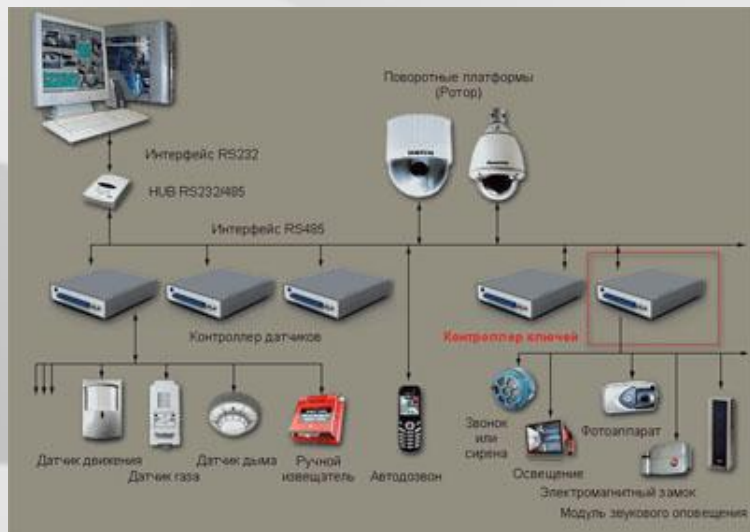 Поворотные платформы
(Ротор)
Интерфейс RS232
HUB RS232/485
Интерфейс RS485
Контроллер датчиков
Контроллер ключей
Звонок
или
сирена
Фотоаппарат
Освещение
Электромагнитный замок
Модуль звукового оповещения
Датчик движения
Датчик газа
Датчик дыма
Ручной
извещатель
Автодозвон